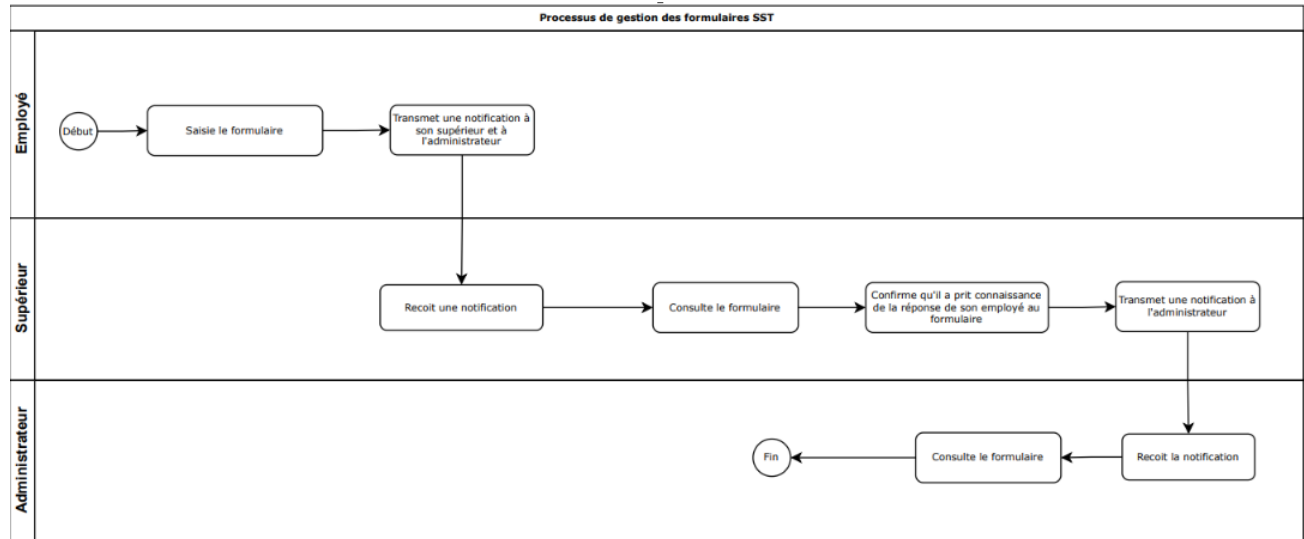 Processus de gestion des formulaires SST
Employé
Début
Saisie le formulaire
Transmet une notification à
son supérieur et à
l'administrateur
Supérieur
Recoit une notification
Consulte le formulaire
Confirme qu'il a prit connaissance
de la réponse de son employé au
formulaire
Transmet une notification à
l'administrateur
Administrateur
Fin
Consulte le formulaire
Recoit la notification